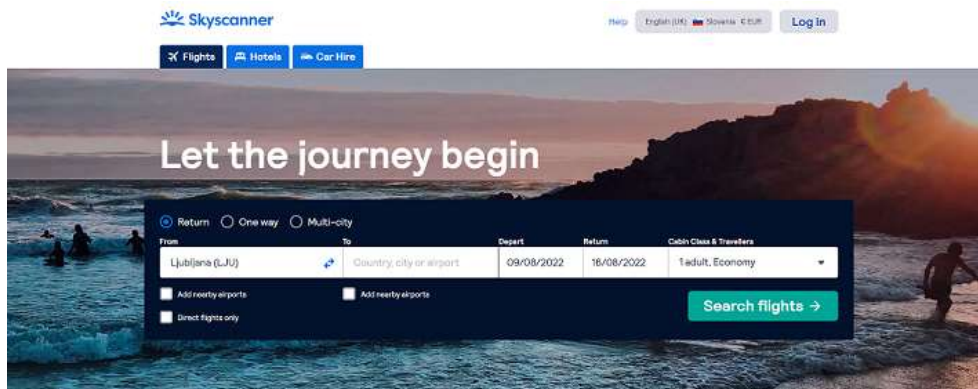 Skyscanner
Help English (UK) Slovenia € EUR Log in
Flights Hotels Car Hire
Let the journey begin
Return One way Multi-city
From To Depart Return Cabin Class & Travellers
Ljubljana (LJU) Country, city or airport 09/08/2022 16/08/2022 1 adult, Economy
Add nearby airports Add nearby airports
Direct flights only
Search flights →